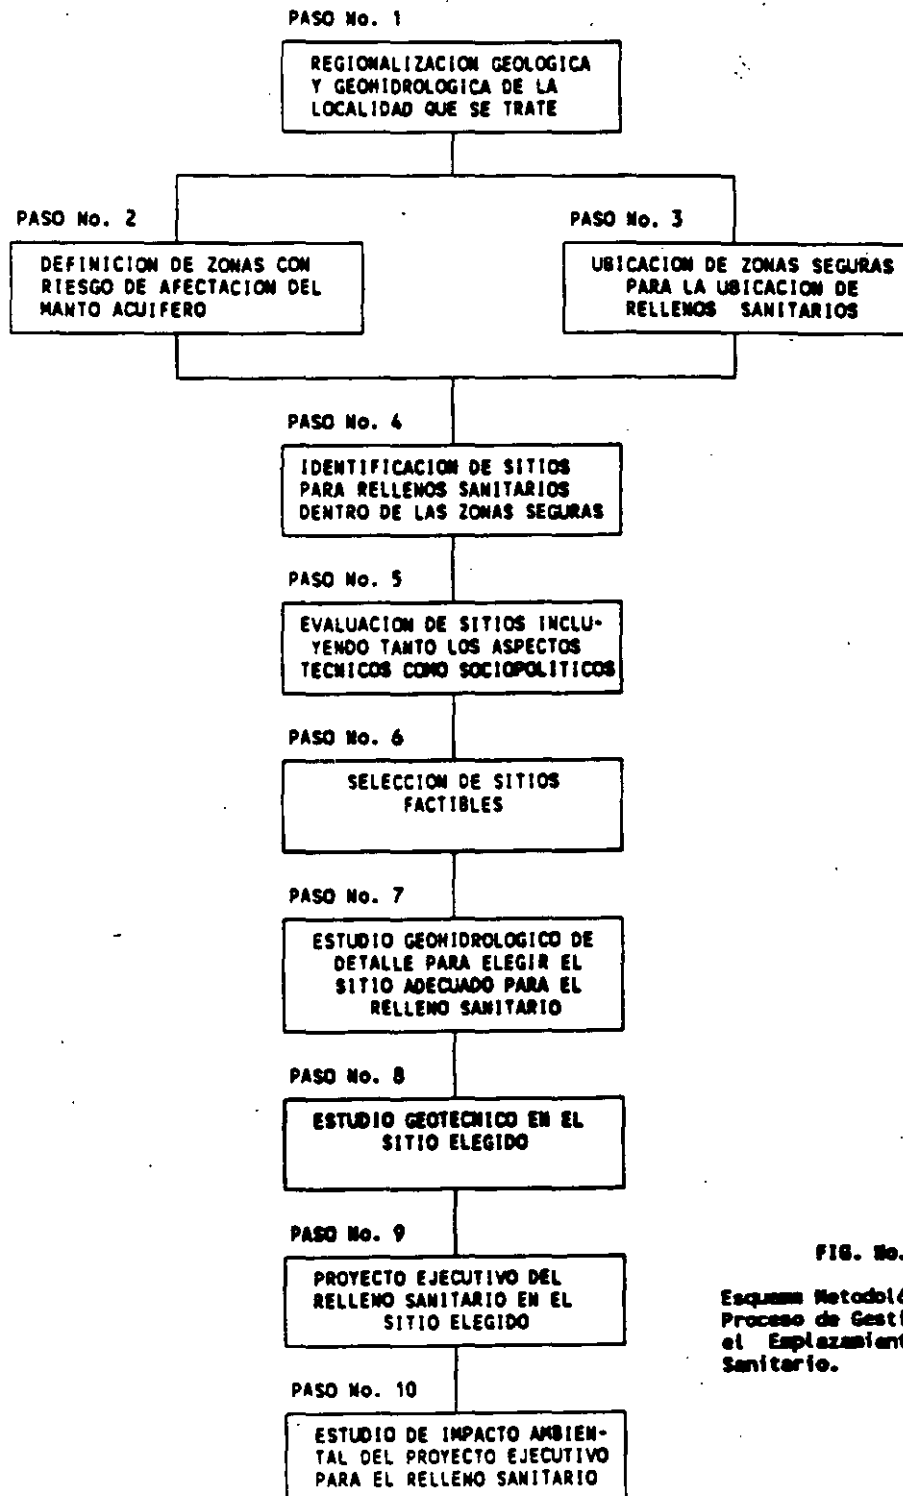 PASO No. 1
REGIONALIZACION GEOLOGICA
Y GEOHIDROLOGICA DE LA
LOCALIDAD QUE SE TRATE
PASO No. 2
DEFINICION DE ZONAS CON
RIESGO DE AFECTACION DEL
MANTO ACUIFERO
PASO No. 3
UBICACION DE ZONAS SEGURAS
PARA LA UBICACION DE
RELLENOS SANITARIOS
PASO No. 4
IDENTIFICACION DE SITIOS
PARA RELLENOS SANITARIOS
DENTRO DE LAS ZONAS SEGURAS
PASO No. 5
EVALUACION DE SITIOS INCLU-
YENDO TANTO LOS ASPECTOS
TECNICOS COMO SOCIOPOLITICOS
PASO No. 6
SELECCION DE SITIOS
FACTIBLES
PASO No. 7
ESTUDIO GEOHIDROLOGICO DE
DETALLE PARA ELEGIR EL
SITIO ADECUADO PARA EL
RELLENO SANITARIO
PASO No. 8
ESTUDIO GEOTECNICO EN EL
SITIO ELEGIDO
PASO No. 9
PROYECTO EJECUTIVO DEL
RELLENO SANITARIO EN EL
SITIO ELEGIDO
FIG. No.
Esquema Metodoló
Proceso de Gesti
el Emplazamient
Sanitario.
PASO No. 10
ESTUDIO DE IMPACTO AMBIEN-
TAL DEL PROYECTO EJECUTIVO
PARA EL RELLENO SANITARIO